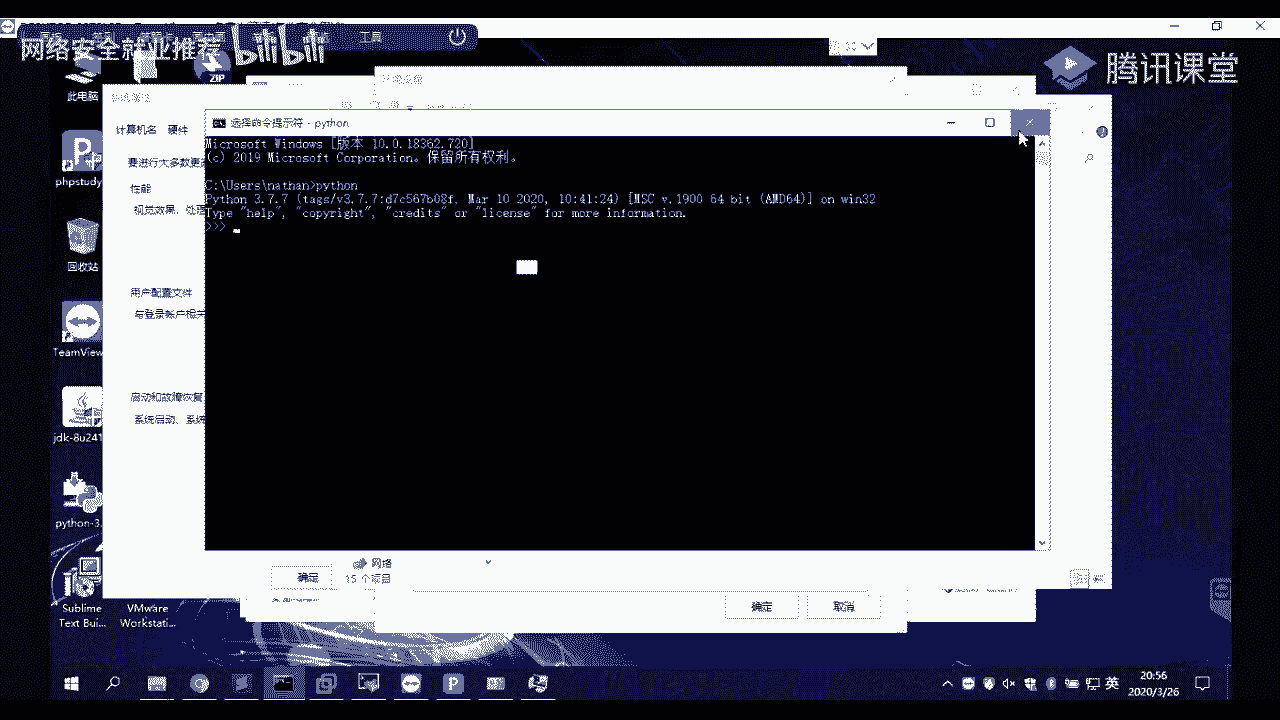 网络安全就业推荐
bilibili
工具
腾讯课堂
此电脑
ZIP
计算机名
硬件
选择命令提示符 - python
Microsoft Windows [版本 10.0.18362.720]
(c) 2019 Microsoft Corporation。保留所有权利。
C:\Users\nathan>python
Python 3.7.7 (tags/v3.7.7:d7c567b08f, Mar 10 2020, 10:41:24) [MSC v.1900 64 bit (AMD64)] on win32
Type "help", "copyright", "credits" or "license" for more information.
>>>
要进行大多数更
phpstudy
性能
视觉效果，处理
回收站
用户配置文件
与登录帐户相关
TeamView
启动和故障恢复
系统启动、系统
jdk-8u241
python-3.
网络
确定
15 个项目
确定
取消
Sublime
Text Bui...
VMware
Workstati...
英
20:56
2020/3/26